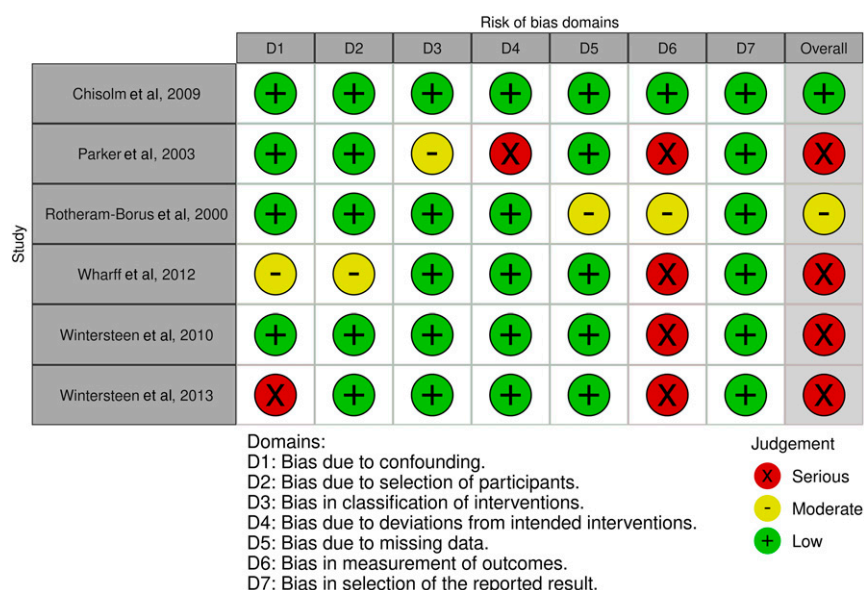 Risk of bias domains
D1 D2 D3 D4 D5 D6 D7 Overall
Study
Chisolm et al, 2009 + + + + + + + +
Parker et al, 2003 + + - X + X + X
Rotheram-Borus et al, 2000 + + + + - - + -
Wharff et al, 2012 - - + + + X + X
Wintersteen et al, 2010 + + + + + X + X
Wintersteen et al, 2013 X + + + + X + X
Domains:
D1: Bias due to confounding.
D2: Bias due to selection of participants.
D3: Bias in classification of interventions.
D4: Bias due to deviations from intended interventions.
D5: Bias due to missing data.
D6: Bias in measurement of outcomes.
D7: Bias in selection of the reported result.
Judgement
X Serious
- Moderate
+ Low